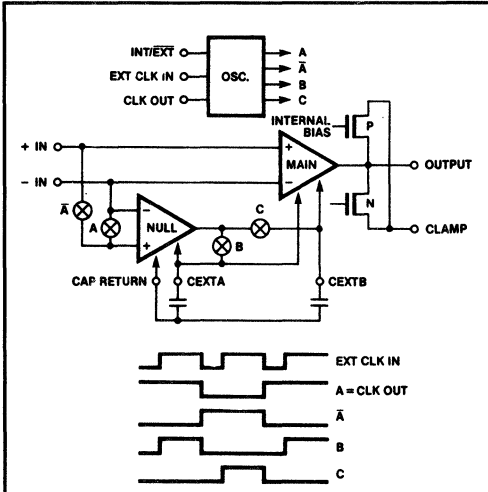 INT/EXT
EXT CLK IN
CLK OUT
OSC.
A
Ā
B
C
INTERNAL
BIAS
P
+ IN
MAIN
+
−
OUTPUT
− IN
N
Ā
A
−
NULL
+
C
B
CLAMP
CAP RETURN
CEXTA
CEXTB
EXT CLK IN
A = CLK OUT
Ā
B
C